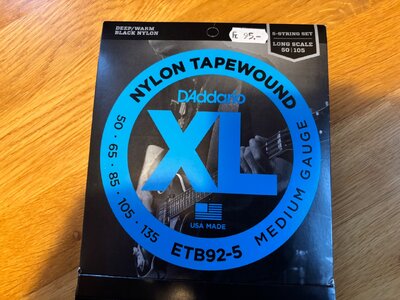 DEEP/WARM
BLACK NYLON
Fr. 95,-
5-STRING SET
LONG SCALE
50 | 105
NYLON TAPEWOUND
D'Addario
XL
50 • 65 • 85 • 105 • 135
USA MADE
ETB92-5
MEDIUM GAUGE